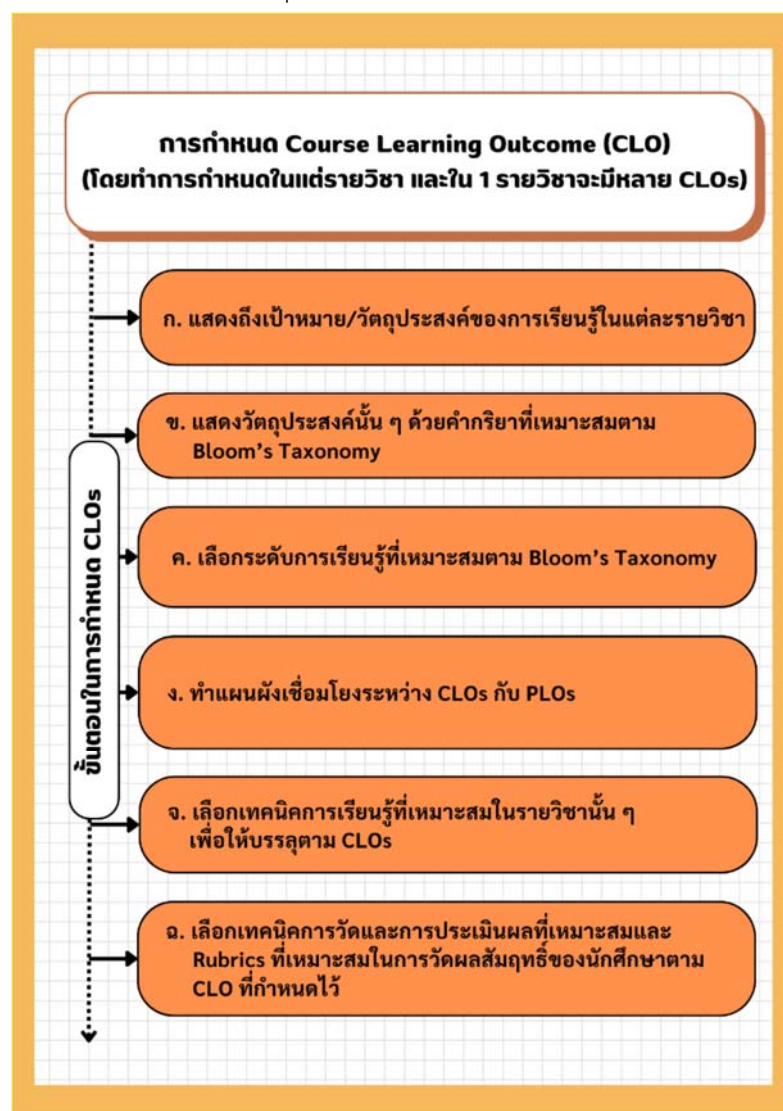 การกำหนด Course Learning Outcome (CLO)
(โดยทำการกำหนดในแต่รายวิชา และใน 1 รายวิชาจะมีหลาย CLOs)
ขั้นตอนในการกำหนด CLOs
ก. แสดงถึงเป้าหมาย/วัตถุประสงค์ของการเรียนรู้ในแต่ละรายวิชา
ข. แสดงวัตถุประสงค์นั้น ๆ ด้วยคำกริยาที่เหมาะสมตาม
Bloom's Taxonomy
ค. เลือกระดับการเรียนรู้ที่เหมาะสมตาม Bloom's Taxonomy
ง. ทำแผนผังเชื่อมโยงระหว่าง CLOs กับ PLOs
จ. เลือกเทคนิคการเรียนรู้ที่เหมาะสมในรายวิชานั้น ๆ
เพื่อให้บรรลุตาม CLOs
ฉ. เลือกเทคนิคการวัดและการประเมินผลที่เหมาะสมและ
Rubrics ที่เหมาะสมในการวัดผลสัมฤทธิ์ของนักศึกษาตาม
CLO ที่กำหนดไว้